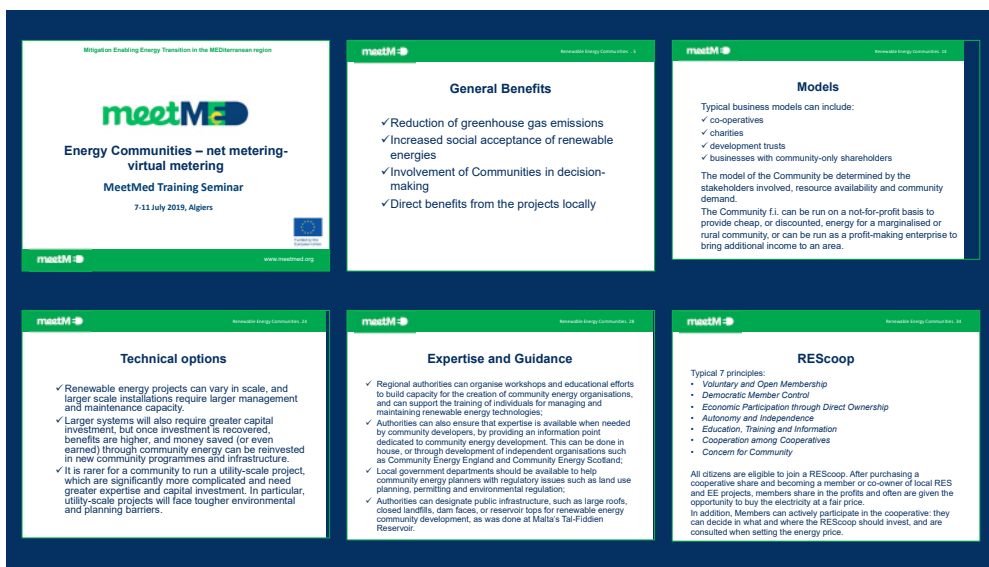 Mitigation Enabling Energy Transition in the MEDiterranean region
meetMED
Energy Communities – net metering-
virtual metering
MeetMed Training Seminar
7-11 July 2019, Algiers
Funded by the
European Union
meetMED
www.meetmed.org
meetMED
Renewable Energy Communities . 5
General Benefits
✓Reduction of greenhouse gas emissions
✓Increased social acceptance of renewable
energies
✓Involvement of Communities in decision-
making
✓Direct benefits from the projects locally
meetMED
Renewable Energy Communities
Models
Typical business models can include:
✓ co-operatives
✓ charities
✓ development trusts
✓ businesses with community-only shareholders
The model of the Community be determined by the
stakeholders involved, resource availability and community
demand.
The Community f.i. can be run on a not-for-profit basis to
provide cheap, or discounted, energy for a marginalised or
rural community, or can be run as a profit-making enterprise to
bring additional income to an area.
meetMED
Renewable Energy Communities 24
Technical options
✓Renewable energy projects can vary in scale, and
larger scale installations require larger management
and maintenance capacity.
✓Larger systems will also require greater capital
investment, but once investment is recovered,
benefits are higher, and money saved (or even
earned) through community energy can be reinvested
in new community programmes and infrastructure.
✓It is rarer for a community to run a utility-scale project,
which are significantly more complicated and need
greater expertise and capital investment. In particular,
utility-scale projects will face tougher environmental
and planning barriers.
meetMED
Renewable Energy Communities 28
Expertise and Guidance
✓ Regional authorities can organise workshops and educational efforts
to build capacity for the creation of community energy organisations,
and can support the training of individuals for managing and
maintaining renewable energy technologies;
✓ Authorities can also ensure that expertise is available when needed
by community developers, by providing an information point
dedicated to community energy development. This can be done in
house, or through development of independent organisations such
as Community Energy England and Community Energy Scotland;
✓ Local government departments should be available to help
community energy planners with regulatory issues such as land use
planning, permitting and environmental regulation;
✓ Authorities can designate public infrastructure, such as large roofs,
closed landfills, dam faces, or reservoir tops for renewable energy
community development, as was done at Malta's Tal-Fiddien
Reservoir.
meetMED
Renewable Energy Communities 34
REScoop
Typical 7 principles:
• Voluntary and Open Membership
• Democratic Member Control
• Economic Participation through Direct Ownership
• Autonomy and Independence
• Education, Training and Information
• Cooperation among Cooperatives
• Concern for Community
All citizens are eligible to join a REScoop. After purchasing a
cooperative share and becoming a member or co-owner of local RES
and EE projects, members share in the profits and often are given the
opportunity to buy the electricity at a fair price.
In addition, Members can actively participate in the cooperative: they
can decide in what and where the REScoop should invest, and are
consulted when setting the energy price.